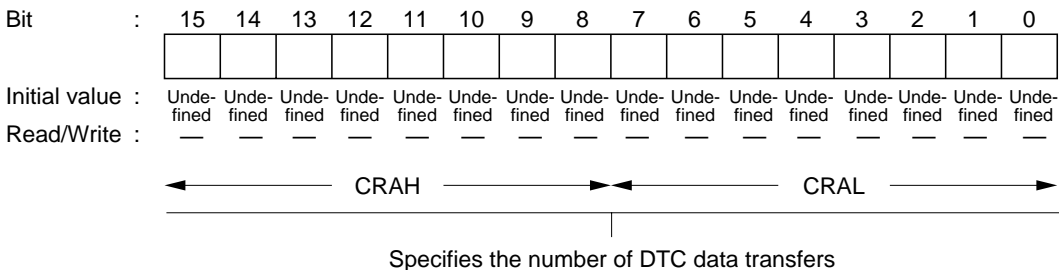 Bit : 15 14 13 12 11 10 9 8 7 6 5 4 3 2 1 0
Initial value : Unde- Unde- Unde- Unde- Unde- Unde- Unde- Unde- Unde- Unde- Unde- Unde- Unde- Unde- Unde- Unde-
fined fined fined fined fined fined fined fined fined fined fined fined fined fined fined fined
Read/Write : — — — — — — — — — — — — — — — —
CRAH CRAL
Specifies the number of DTC data transfers